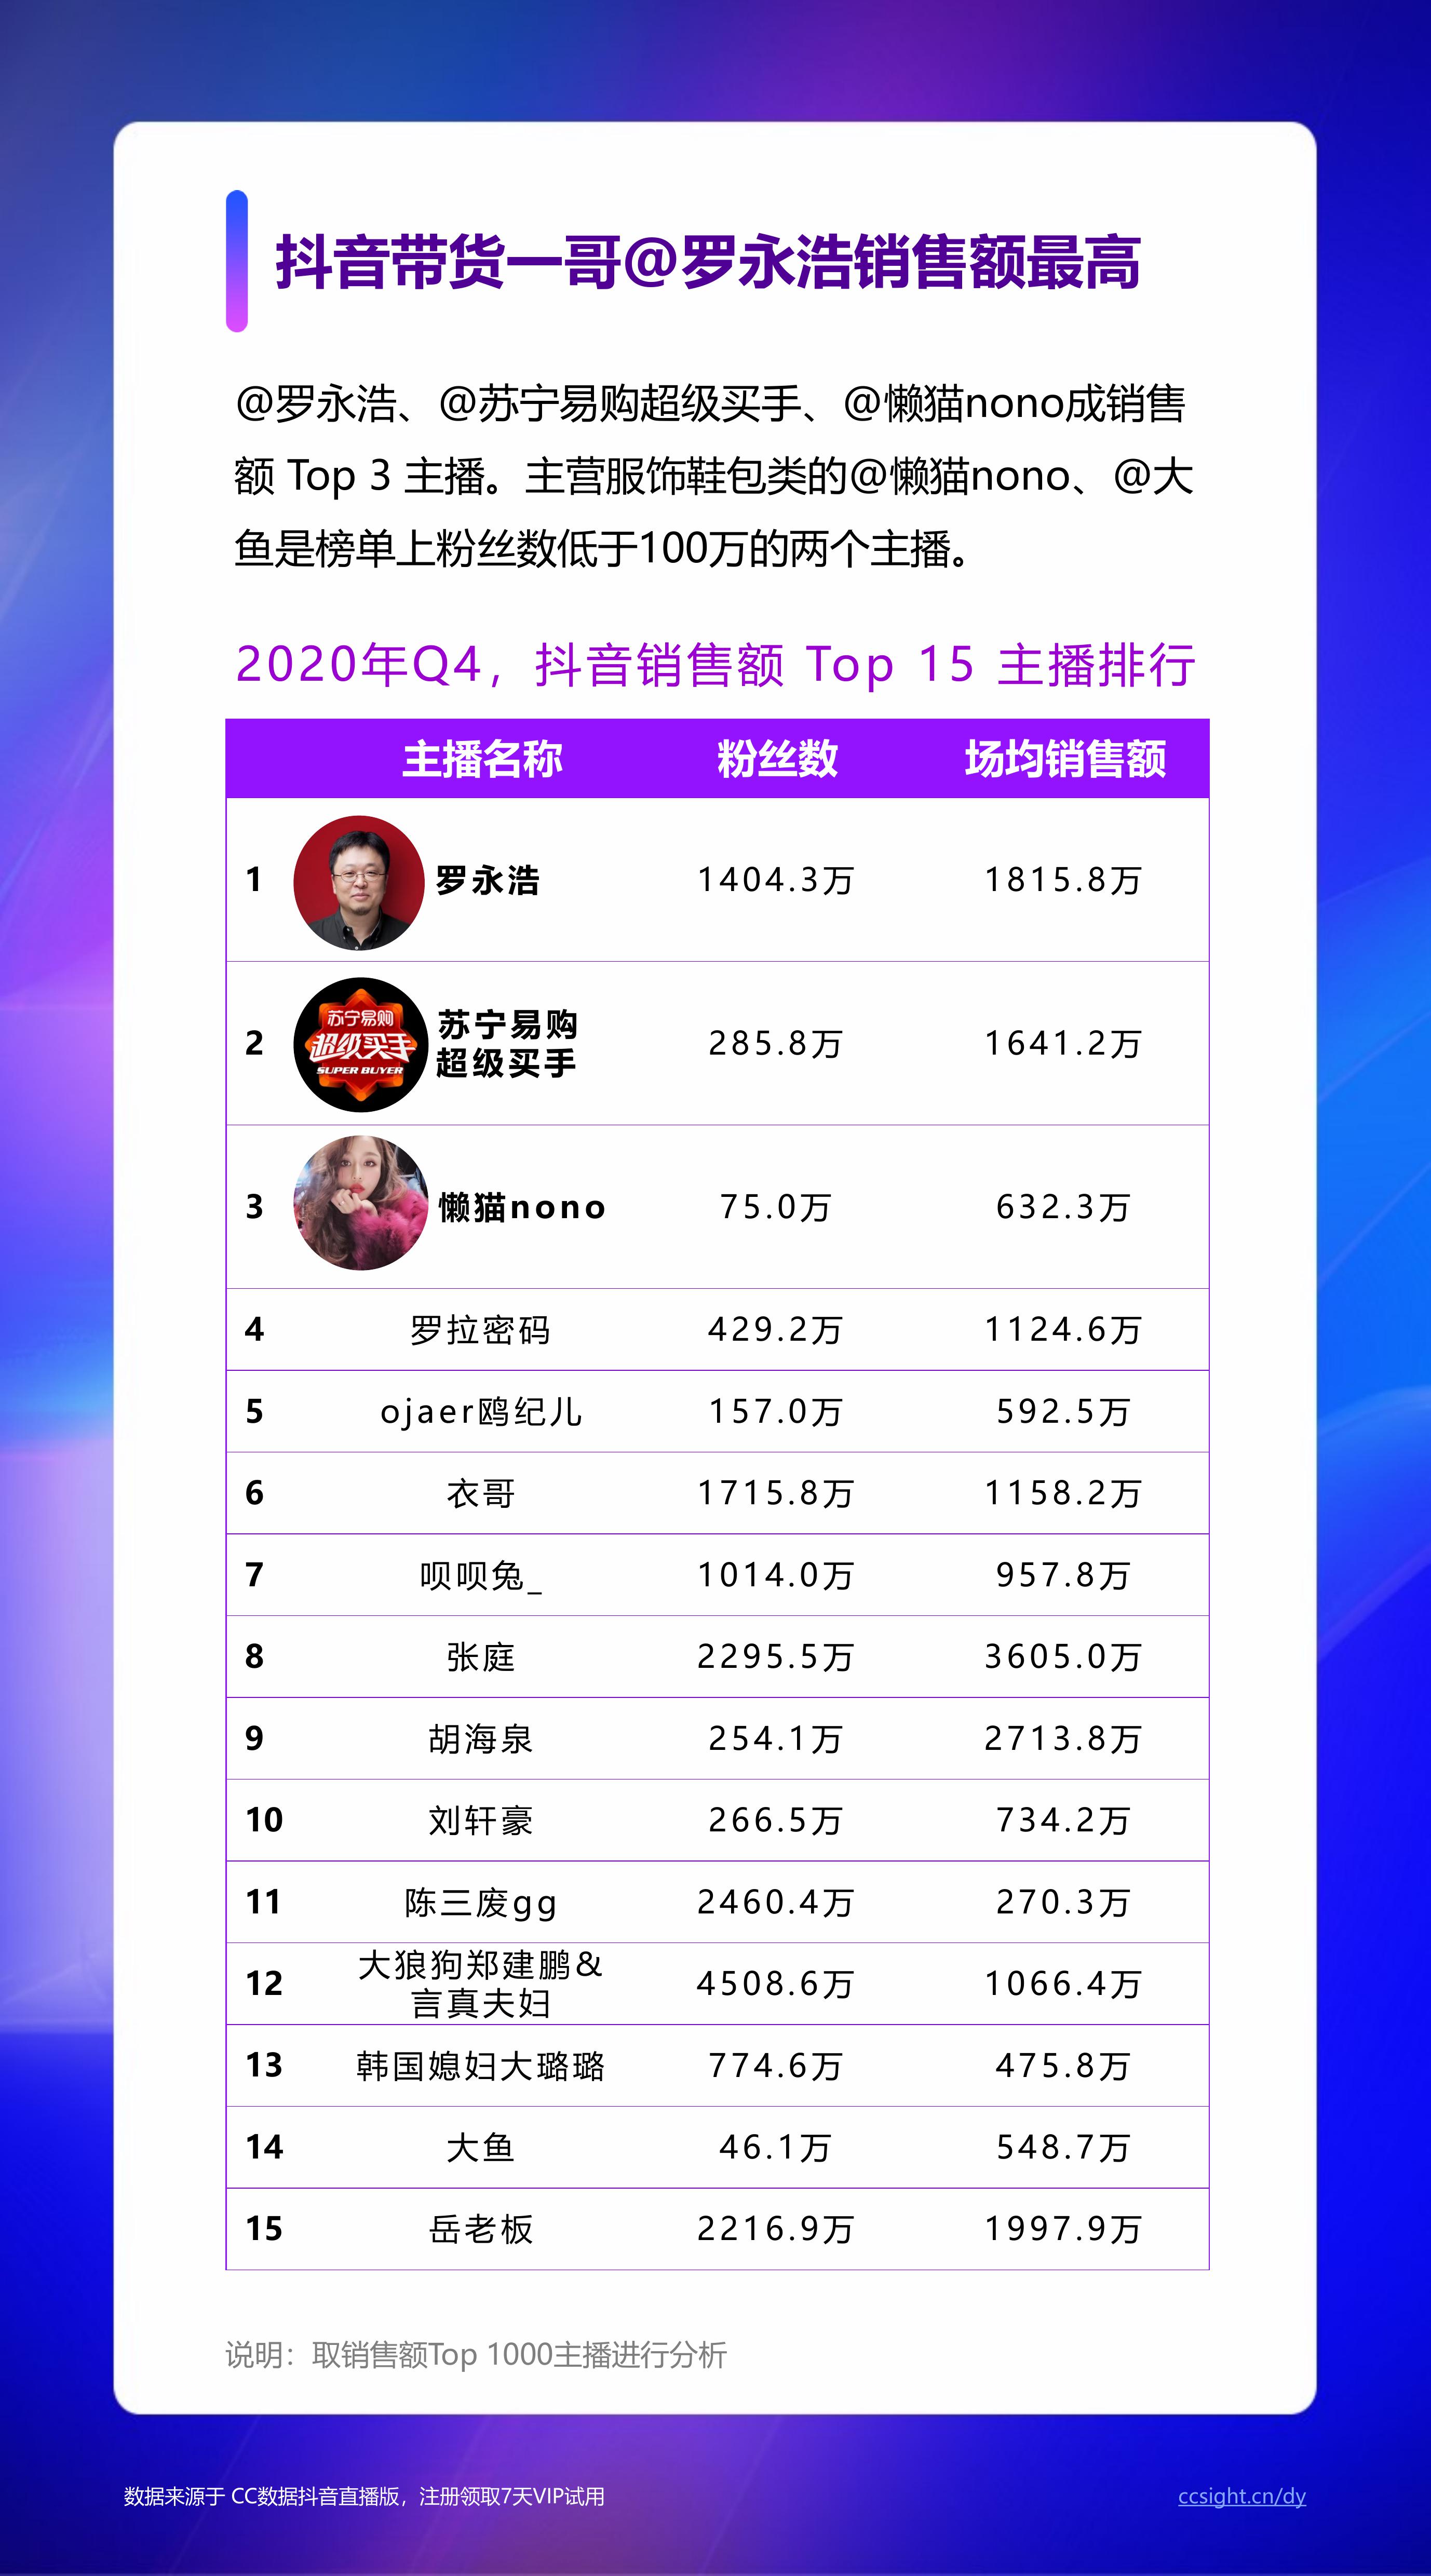 抖音带货一哥@罗永浩销售额最高
@罗永浩、@苏宁易购超级买手、@懒猫nono成销售
额 Top 3 主播。主营服饰鞋包类的@懒猫nono、@大
鱼是榜单上粉丝数低于100万的两个主播。
2020年Q4，抖音销售额 Top 15 主播排行
主播名称 粉丝数 场均销售额
1 罗永浩 1404.3万 1815.8万
苏宁易购
超级买手
SUPER BUYER
2 苏宁易购
超级买手 285.8万 1641.2万
3 懒猫nono 75.0万 632.3万
4 罗拉密码 429.2万 1124.6万
5 ojaer鸥纪儿 157.0万 592.5万
6 衣哥 1715.8万 1158.2万
7 呗呗兔_ 1014.0万 957.8万
8 张庭 2295.5万 3605.0万
9 胡海泉 254.1万 2713.8万
10 刘轩豪 266.5万 734.2万
11 陈三废gg 2460.4万 270.3万
12 大狼狗郑建鹏&
言真夫妇 4508.6万 1066.4万
13 韩国媳妇大璐璐 774.6万 475.8万
14 大鱼 46.1万 548.7万
15 岳老板 2216.9万 1997.9万
说明：取销售额Top 1000主播进行分析
数据来源于 CC数据抖音直播版，注册领取7天VIP试用 ccsight.cn/dy